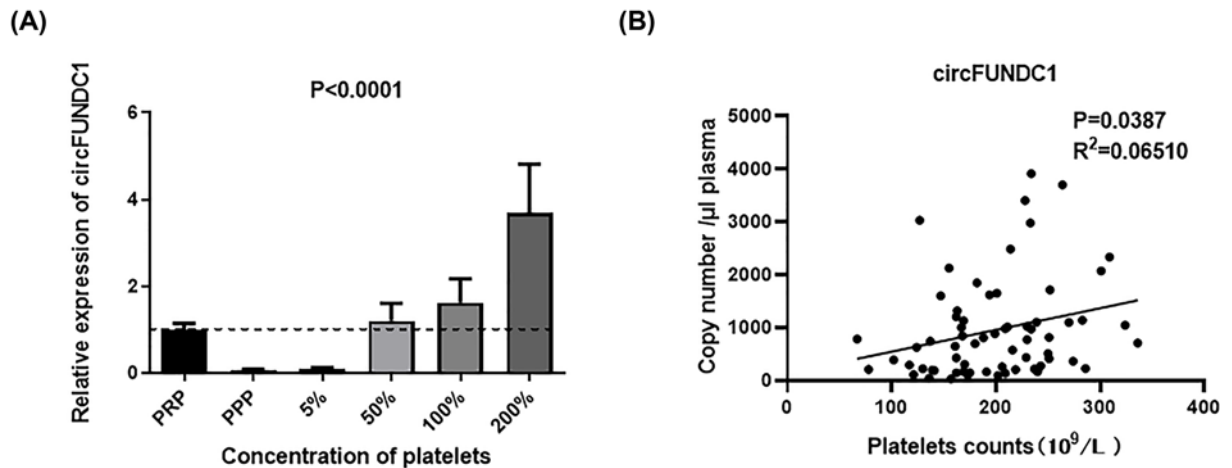 (A)
P<0.0001
Relative expression of circFUNDC1
6
4
2
0
PRP
PPP
5%
50%
100%
200%
Concentration of platelets
(B)
circFUNDC1
P=0.0387
R²=0.06510
Copy number /µl plasma
5000
4000
3000
2000
1000
0
0
100
200
300
400
Platelets counts(10⁹/L)